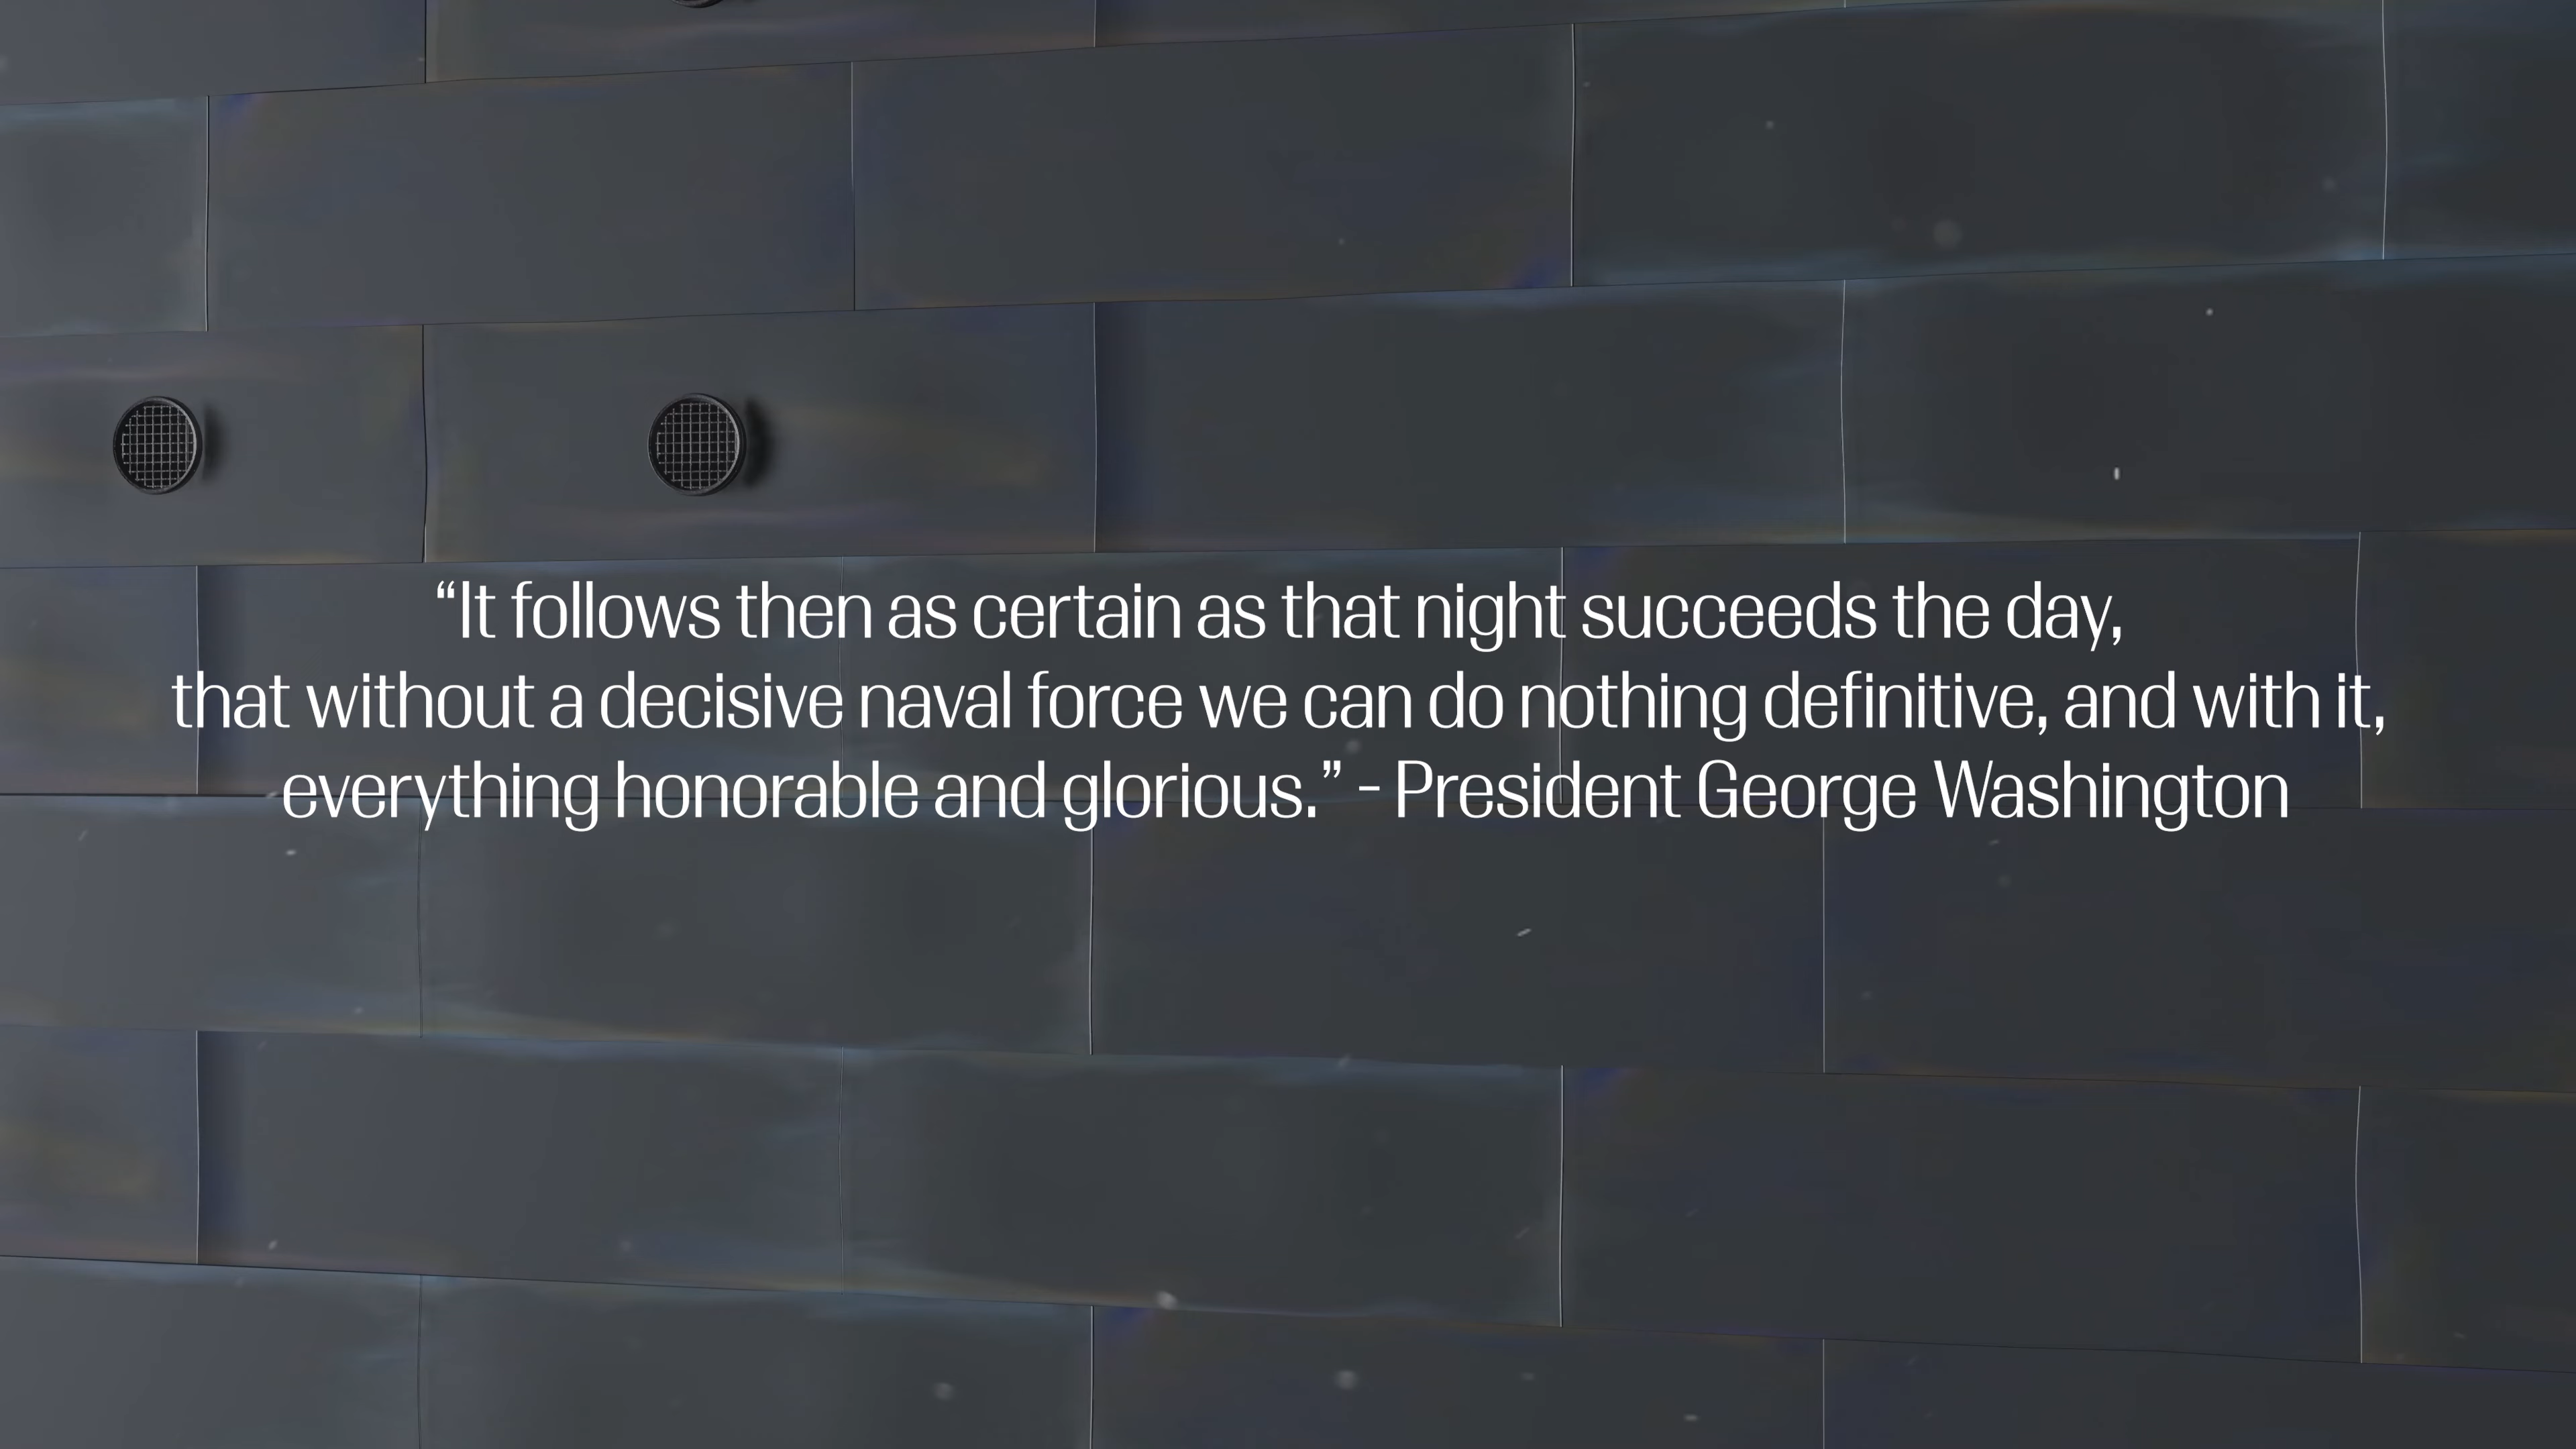 “It follows then as certain as that night succeeds the day,
that without a decisive naval force we can do nothing definitive, and with it,
everything honorable and glorious.” - President George Washington